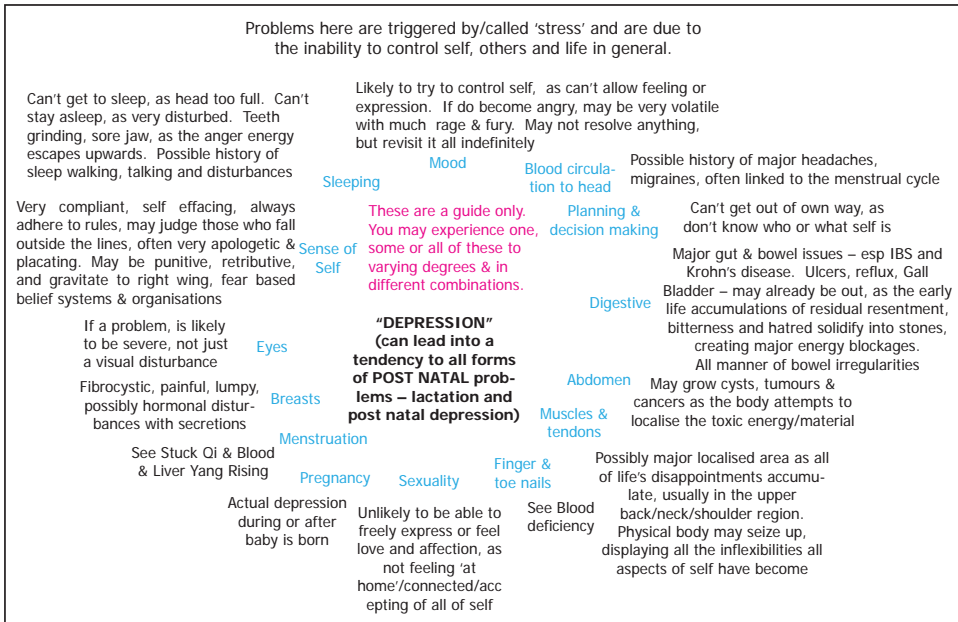 Problems here are triggered by/called 'stress' and are due to
the inability to control self, others and life in general.
Can't get to sleep, as head too full. Can't
stay asleep, as very disturbed. Teeth
grinding, sore jaw, as the anger energy
escapes upwards. Possible history of
sleep walking, talking and disturbances
Sleeping
Likely to try to control self, as can't allow feeling or
expression. If do become angry, may be very volatile
with much rage & fury. May not resolve anything,
but revisit it all indefinitely
Mood
Blood circula-
tion to head
Possible history of major headaches,
migraines, often linked to the menstrual cycle
Very compliant, self effacing, always
adhere to rules, may judge those who fall
outside the lines, often very apologetic &
placating. May be punitive, retributive,
and gravitate to right wing, fear based
belief systems & organisations
Sense of
Self
These are a guide only.
You may experience one,
some or all of these to
varying degrees & in
different combinations.
Planning &
decision making
Can't get out of own way, as
don't know who or what self is
Digestive
Major gut & bowel issues – esp IBS and
Krohn's disease. Ulcers, reflux, Gall
Bladder – may already be out, as the early
life accumulations of residual resentment,
bitterness and hatred solidify into stones,
creating major energy blockages.
All manner of bowel irregularities
If a problem, is likely
to be severe, not just
a visual disturbance
Eyes
"DEPRESSION"
(can lead into a
tendency to all forms
of POST NATAL prob-
lems – lactation and
post natal depression)
Abdomen
May grow cysts, tumours &
cancers as the body attempts to
localise the toxic energy/material
Fibrocystic, painful, lumpy,
possibly hormonal distur-
bances with secretions
Breasts
Muscles &
tendons
Possibly major localised area as all
of life's disappointments accumu-
late, usually in the upper
back/neck/shoulder region.
Physical body may seize up,
displaying all the inflexibilities all
aspects of self have become
Menstruation
See Stuck Qi & Blood
& Liver Yang Rising
Pregnancy
Actual depression
during or after
baby is born
Sexuality
Unlikely to be able to
freely express or feel
love and affection, as
not feeling 'at
home'/connected/acc
epting of all of self
Finger &
toe nails
See Blood
deficiency